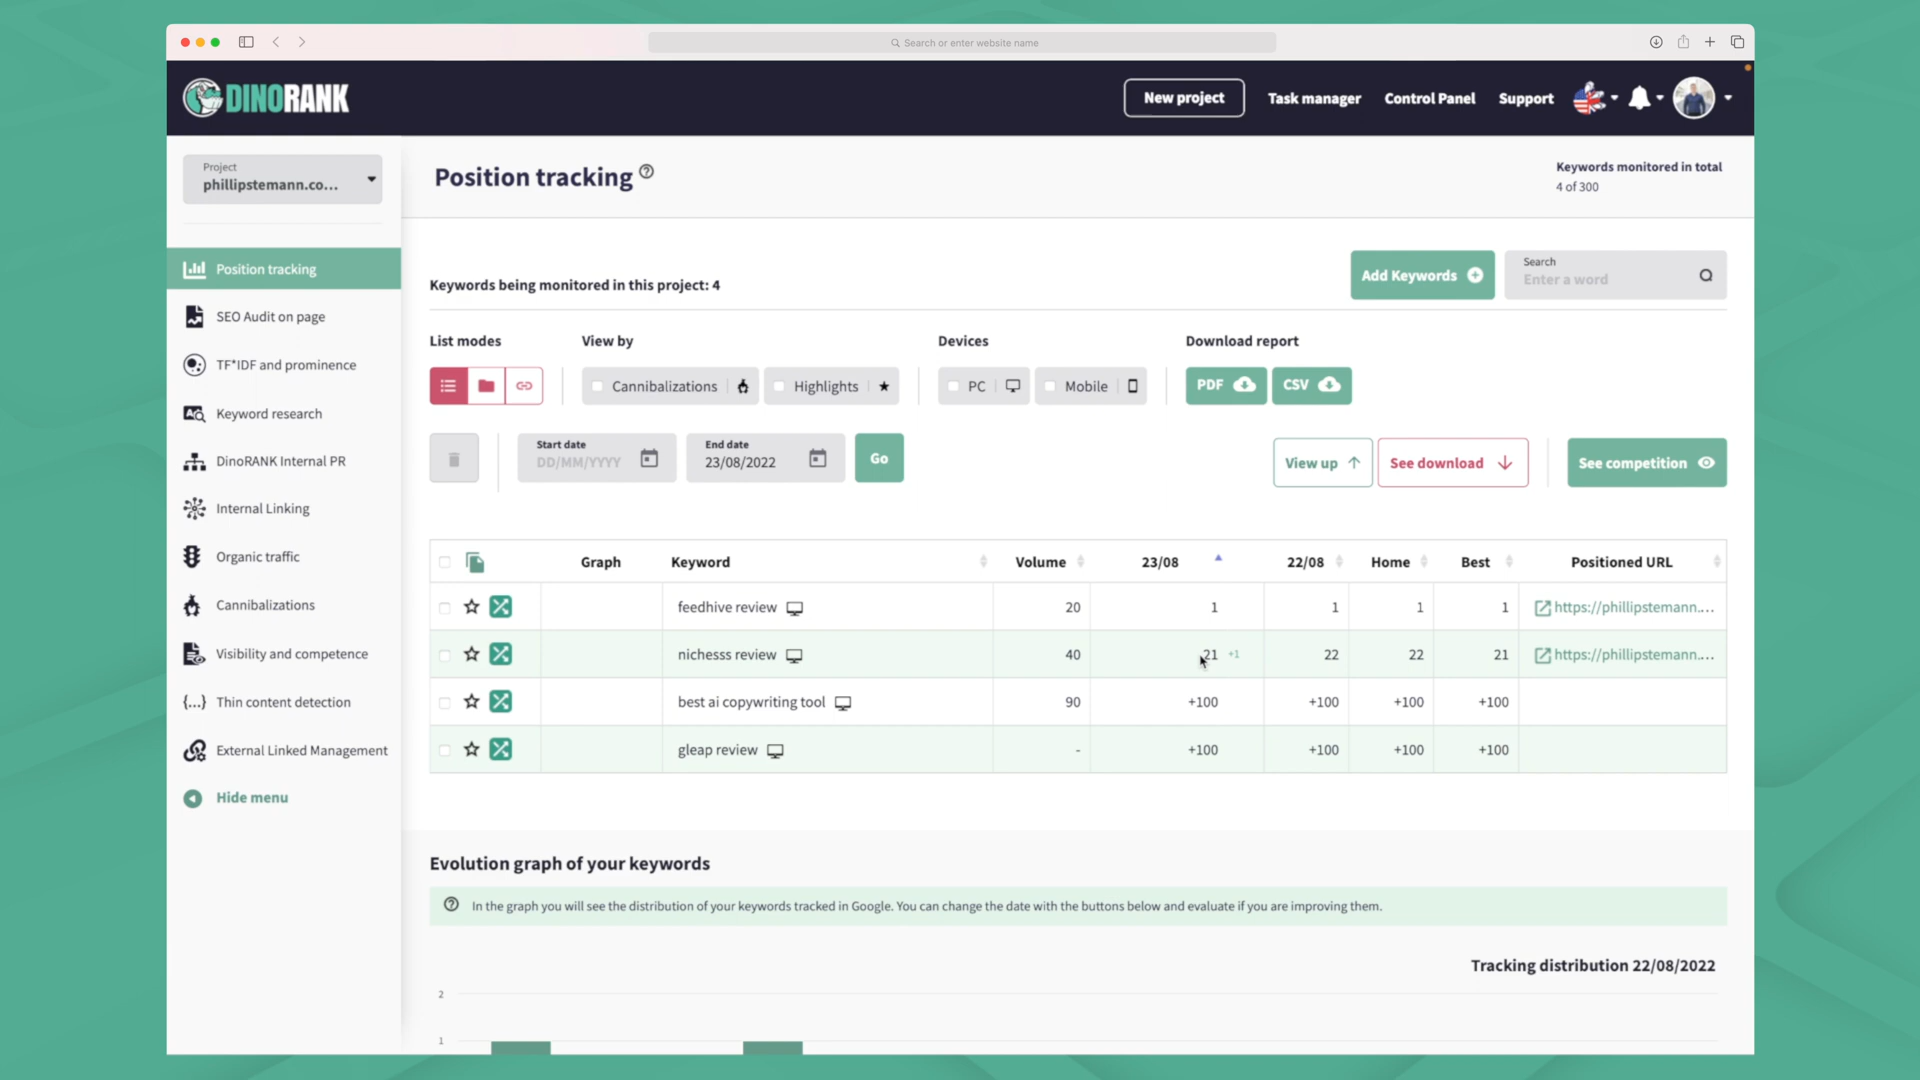 Search or enter website name
DINORANK
New project
Task manager
Control Panel
Support
Project
phillipstemann.co...
Position tracking
SEO Audit on page
TF*IDF and prominence
Keyword research
DinoRANK Internal PR
Internal Linking
Organic traffic
Cannibalizations
Visibility and competence
{...} Thin content detection
External Linked Management
Hide menu
Position tracking ?
Keywords monitored in total
4 of 300
Keywords being monitored in this project: 4
Add Keywords
Search
Enter a word
List modes
View by
Devices
Download report
Cannibalizations
Highlights
PC
Mobile
PDF
CSV
Start date
DD/MM/YYYY
End date
23/08/2022
Go
View up
See download
See competition
Graph Keyword Volume 23/08 22/08 Home Best Positioned URL
feedhive review 20 1 1 1 1 https://phillipstemann....
nichesss review 40 21 +1 22 22 21 https://phillipstemann....
best ai copywriting tool 90 +100 +100 +100 +100
gleap review - +100 +100 +100 +100
Evolution graph of your keywords
? In the graph you will see the distribution of your keywords tracked in Google. You can change the date with the buttons below and evaluate if you are improving them.
Tracking distribution 22/08/2022
2
1